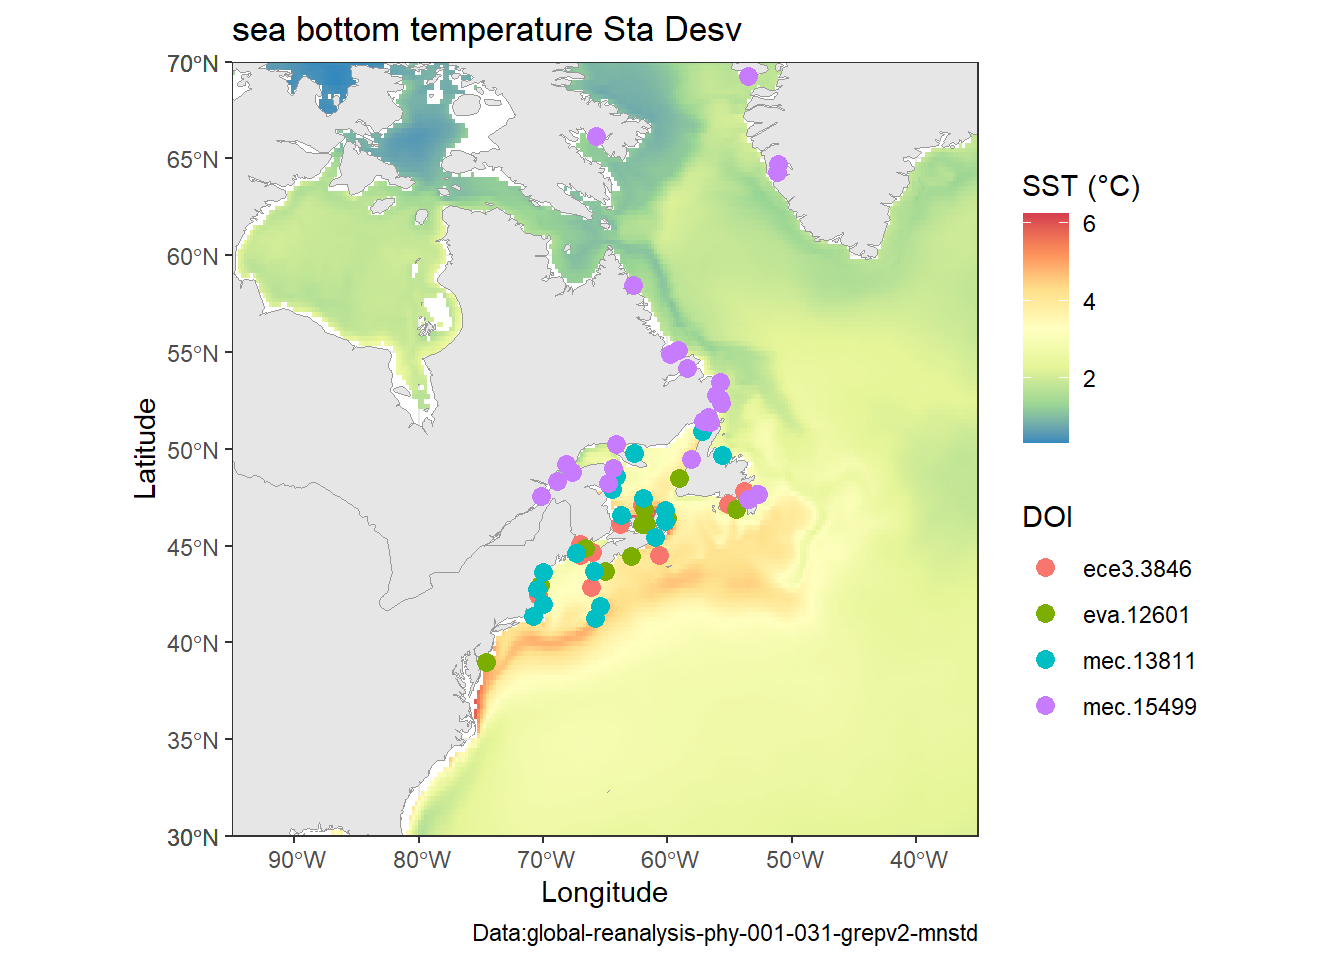 sea bottom temperature Sta Desv
70°N
65°N
60°N
55°N
50°N
45°N
40°N
35°N
30°N
Latitude
90°W 80°W 70°W 60°W 50°W 40°W
Longitude
Data:global-reanalysis-phy-001-031-grepv2-mnstd
SST (°C)
6
4
2
DOI
ece3.3846
eva.12601
mec.13811
mec.15499